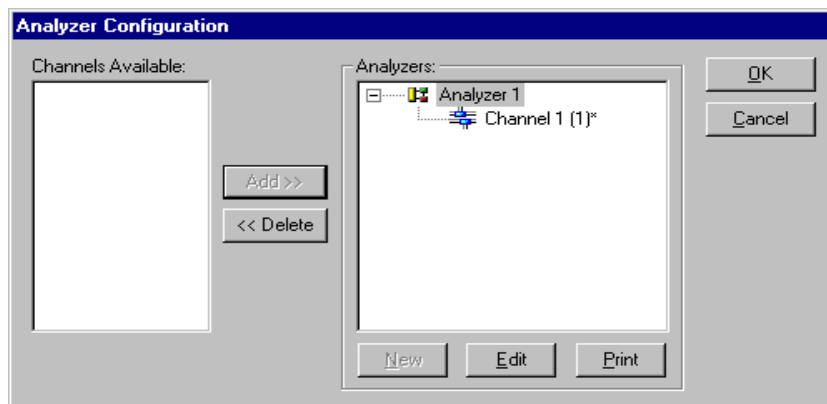 Analyzer Configuration
Channels Available:
Add >>
<< Delete
Analyzers:
Analyzer 1
Channel 1 (1)*
New
Edit
Print
OK
Cancel